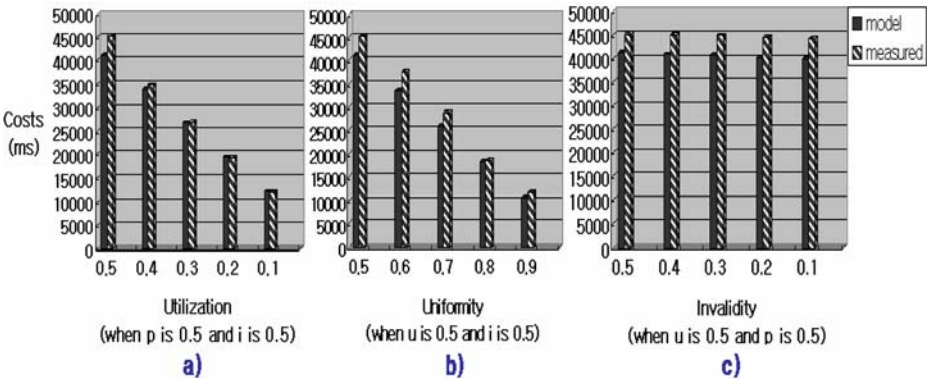 50000
45000
40000
35000
30000
25000
20000
15000
10000
5000
0
Costs
(ms)
0.5 0.4 0.3 0.2 0.1
Utilization
(when p is 0.5 and i is 0.5)
a)
50000
45000
40000
35000
30000
25000
20000
15000
10000
5000
0
0.5 0.6 0.7 0.8 0.9
Uniformity
(when u is 0.5 and i is 0.5)
b)
50000
45000
40000
35000
30000
25000
20000
15000
10000
5000
0
0.5 0.4 0.3 0.2 0.1
Invalidity
(when u is 0.5 and p is 0.5)
c)
model
measured